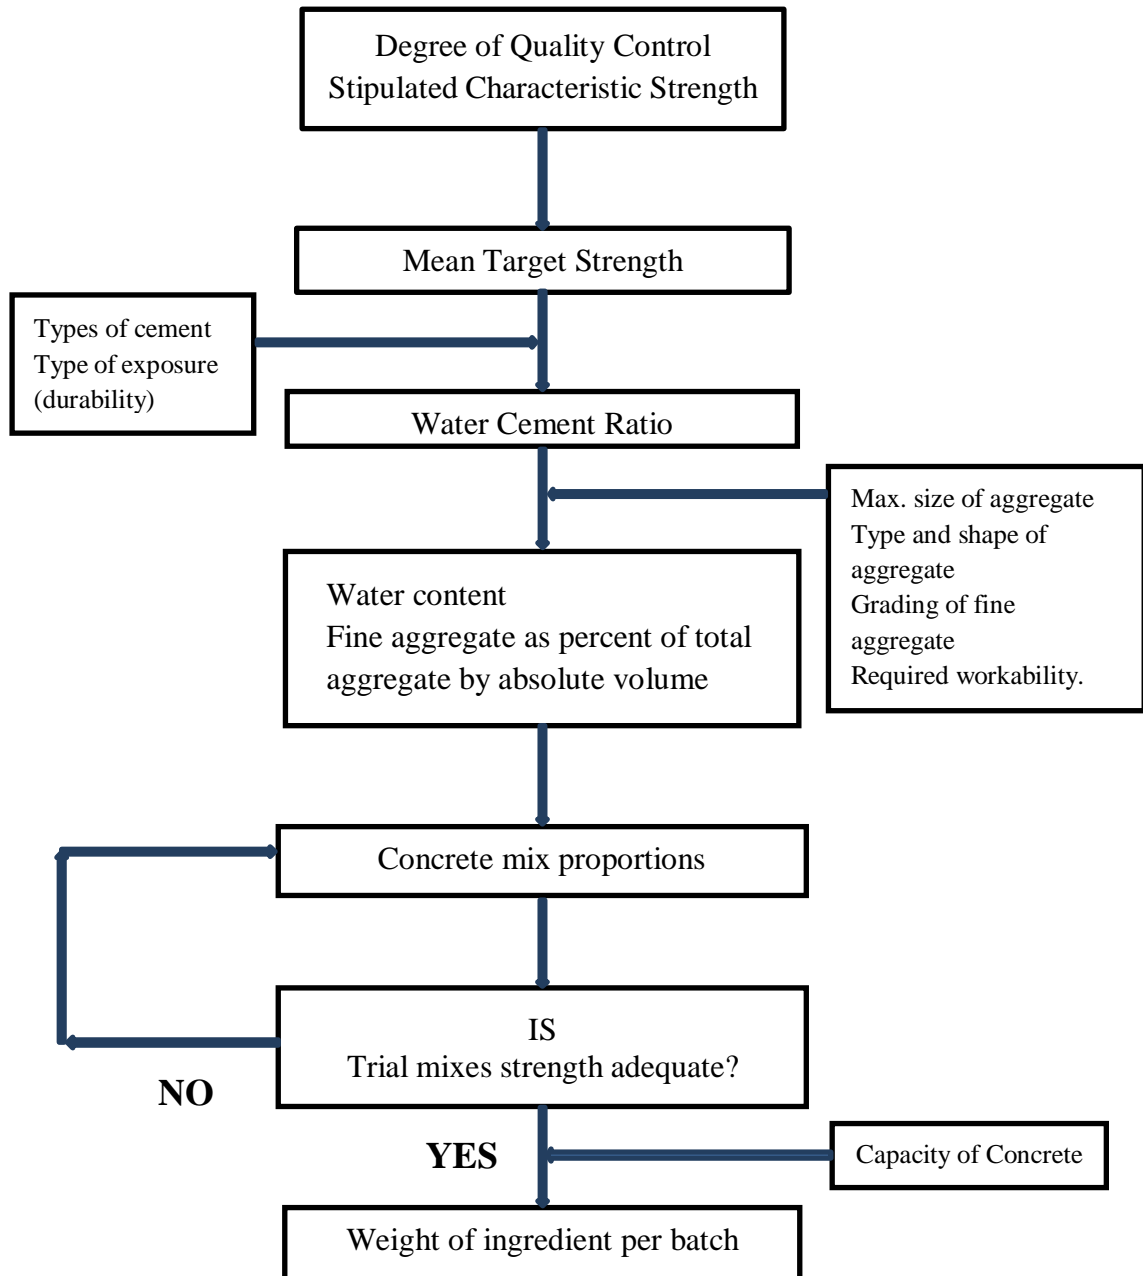 Degree of Quality Control
Stipulated Characteristic Strength
Mean Target Strength
Types of cement
Type of exposure
(durability)
Water Cement Ratio
Max. size of aggregate
Type and shape of
aggregate
Grading of fine
aggregate
Required workability.
Water content
Fine aggregate as percent of total
aggregate by absolute volume
Concrete mix proportions
IS
Trial mixes strength adequate?
NO
YES
Capacity of Concrete
Weight of ingredient per batch